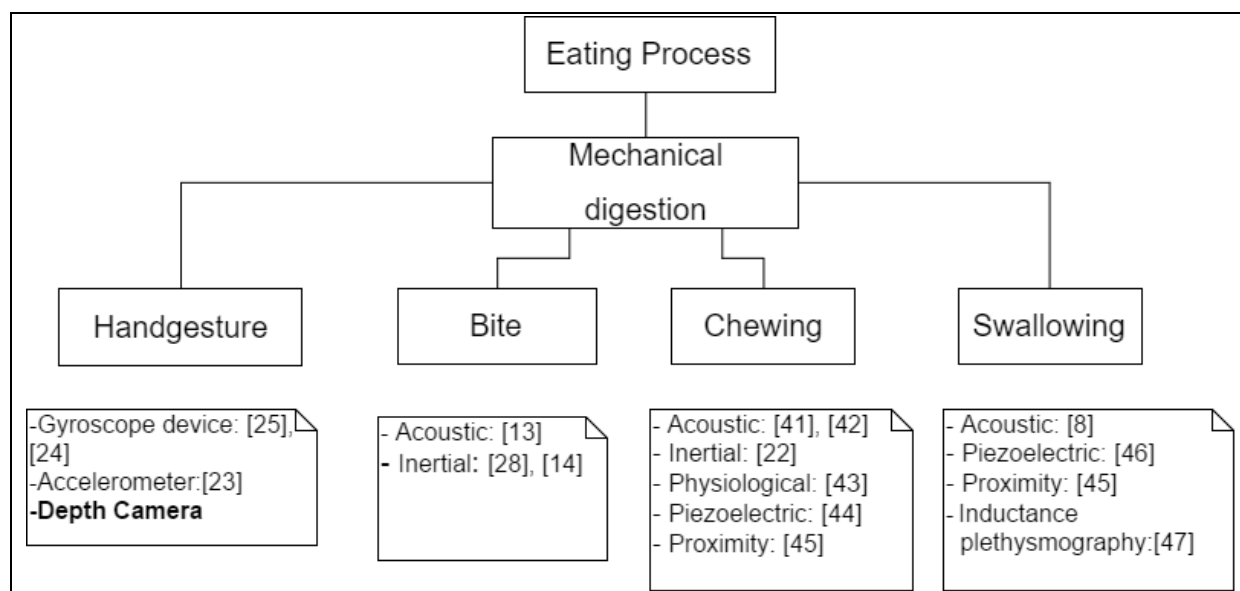 Eating Process
Mechanical
digestion
Handgesture
Bite
Chewing
Swallowing
-Gyroscope device: [25],
[24]
-Accelerometer:[23]
-Depth Camera
- Acoustic: [13]
- Inertial: [28], [14]
- Acoustic: [41], [42]
- Inertial: [22]
- Physiological: [43]
- Piezoelectric: [44]
- Proximity: [45]
- Acoustic: [8]
- Piezoelectric: [46]
- Proximity: [45]
- Inductance
plethysmography:[47]